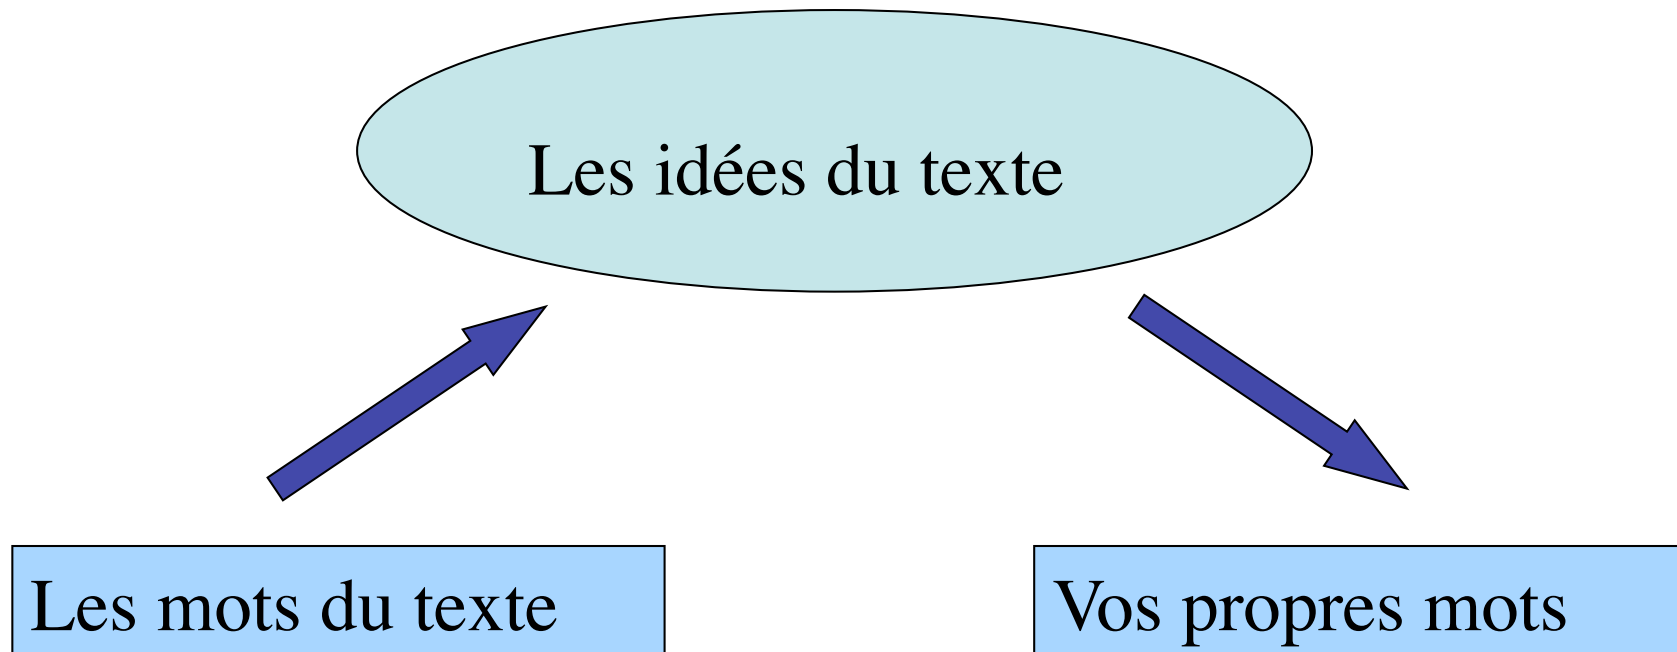 Les idées du texte
Les mots du texte
Vos propres mots